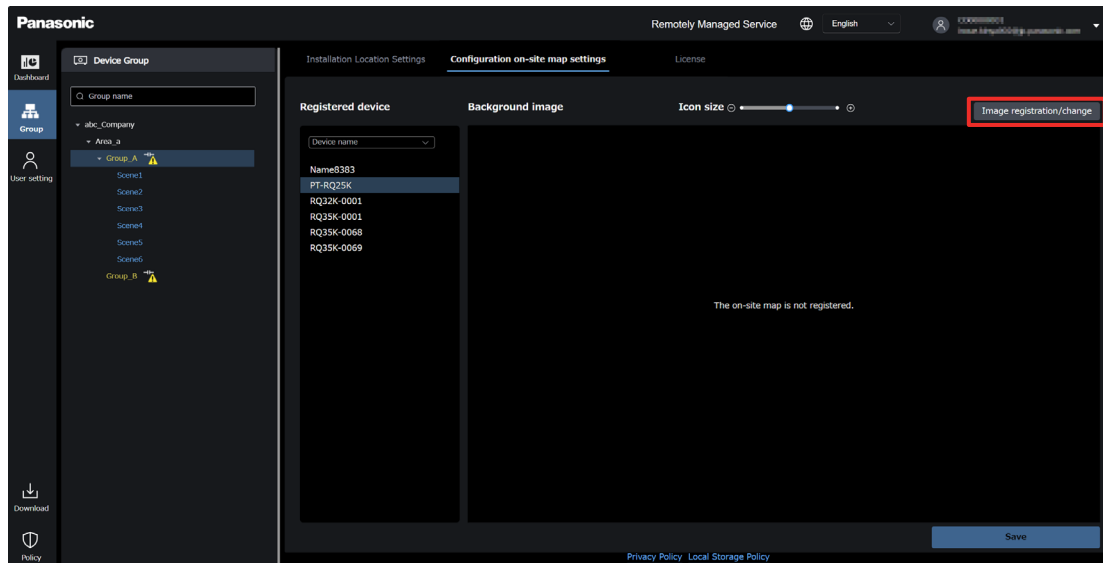 Panasonic
Remotely Managed Service
English
Dashboard
Group
User setting
Download
Policy
Device Group
Group name
abc_Company
Area_a
Group_A
Scene1
Scene2
Scene3
Scene4
Scene5
Scene6
Group_B
Installation Location Settings
Configuration on-site map settings
License
Registered device
Background image
Icon size
Image registration/change
Device name
Name8383
PT-RQ25K
RQ32K-0001
RQ35K-0001
RQ35K-0068
RQ35K-0069
The on-site map is not registered.
Save
Privacy Policy Local Storage Policy